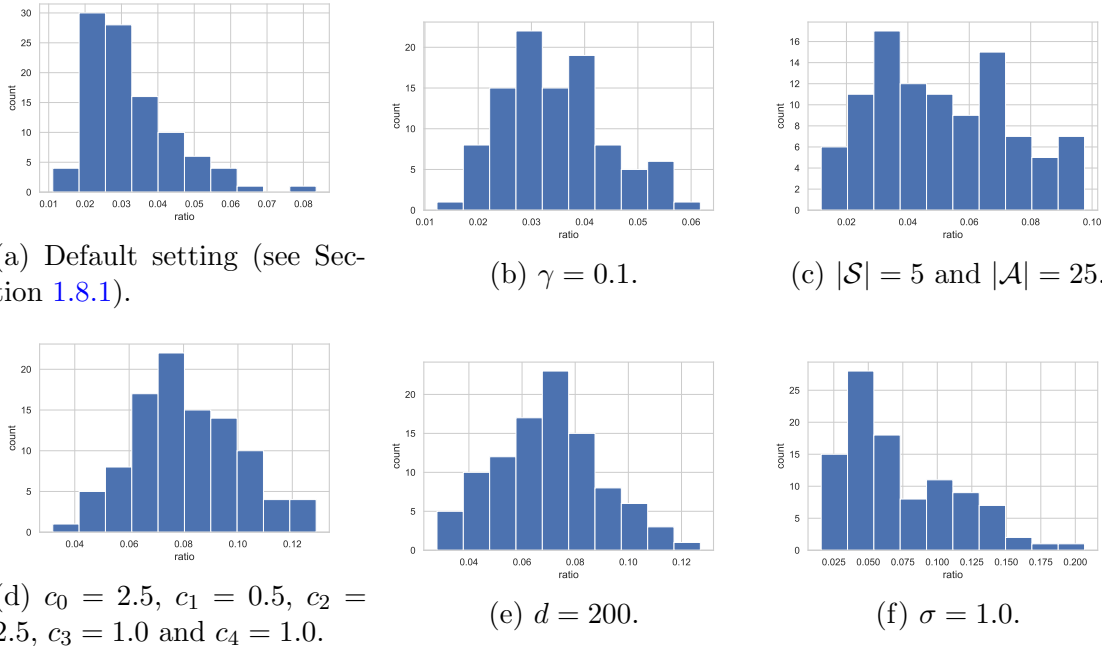 30
25
20
15
10
5
0
count
0.01 0.02 0.03 0.04 0.05 0.06 0.07 0.08
ratio
(a) Default setting (see Sec-
tion 1.8.1).
20
15
10
5
0
count
0.01 0.02 0.03 0.04 0.05 0.06
ratio
(b) γ = 0.1.
16
14
12
10
8
6
4
2
0
count
0.02 0.04 0.06 0.08 0.10
ratio
(c) |𝒮| = 5 and |𝒜| = 25.
20
15
10
5
0
count
0.04 0.06 0.08 0.10 0.12
ratio
(d) c₀ = 2.5, c₁ = 0.5, c₂ =
2.5, c₃ = 1.0 and c₄ = 1.0.
20
15
10
5
0
count
0.04 0.06 0.08 0.10 0.12
ratio
(e) d = 200.
25
20
15
10
5
0
count
0.025 0.050 0.075 0.100 0.125 0.150 0.175 0.200
ratio
(f) σ = 1.0.